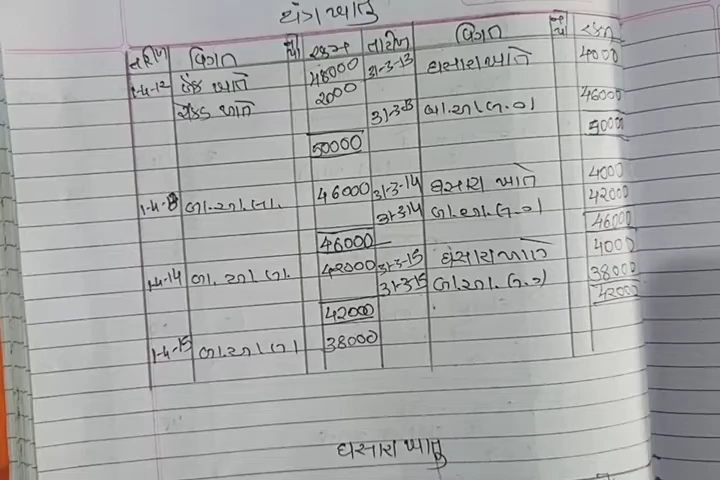 યંત્ર ખાતુ
તારીખ વિગત પા રકમ તારીખ વિગત રકમ
1-4-12 બેંક ખાતે 48000 31-3-13 ઘસારા ખાતે 4000
રોકડ ખાતે 2000 31-3-13 બા.આ.લ.ગ 46000
50000 50000
1-4-13 બા.આ.લા. 46000 31-3-14 ઘસારા ખાતે 4000
31-3-14 બા.આ.લ.ગ 42000
46000 46000
1-4-14 બા.આ.લા. 42000 31-3-15 ઘસારા ખાતે 4000
31-3-15 બા.આ.લ.ગ 38000
42000 42000
1-4-15 બા.આ.લા 38000
ઘસારા ખાતુ